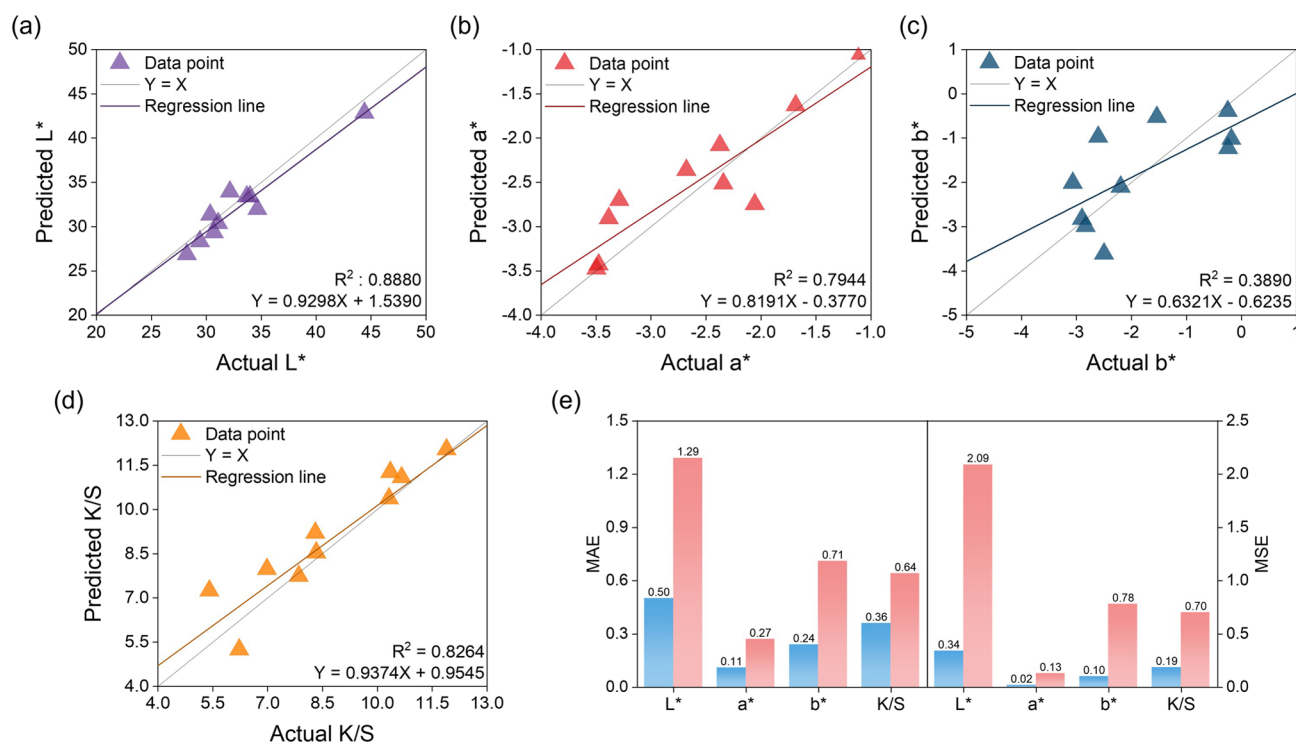 (a)
50
45
40
35
30
25
20
Predicted L*
Data point
Y = X
Regression line
R² : 0.8880
Y = 0.9298X + 1.5390
20 25 30 35 40 45 50
Actual L*
(b)
-1.0
-1.5
-2.0
-2.5
-3.0
-3.5
-4.0
Predicted a*
Data point
Y = X
Regression line
R² = 0.7944
Y = 0.8191X - 0.3770
-4.0 -3.5 -3.0 -2.5 -2.0 -1.5 -1.0
Actual a*
(c)
1
0
-1
-2
-3
-4
-5
Predicted b*
Data point
Y = X
Regression line
R² = 0.3890
Y = 0.6321X - 0.6235
-5 -4 -3 -2 -1 0 1
Actual b*
(d)
13.0
11.5
10.0
8.5
7.0
5.5
4.0
Predicted K/S
Data point
Y = X
Regression line
R² = 0.8264
Y = 0.9374X + 0.9545
4.0 5.5 7.0 8.5 10.0 11.5 13.0
Actual K/S
(e)
1.5
1.2
0.9
0.6
0.3
0.0
MAE
0.50 1.29
0.11 0.27
0.24 0.71
0.36 0.64
0.34 2.09
0.02 0.13
0.10 0.78
0.19 0.70
L* a* b* K/S L* a* b* K/S
2.5
2.0
1.5
1.0
0.5
0.0
MSE